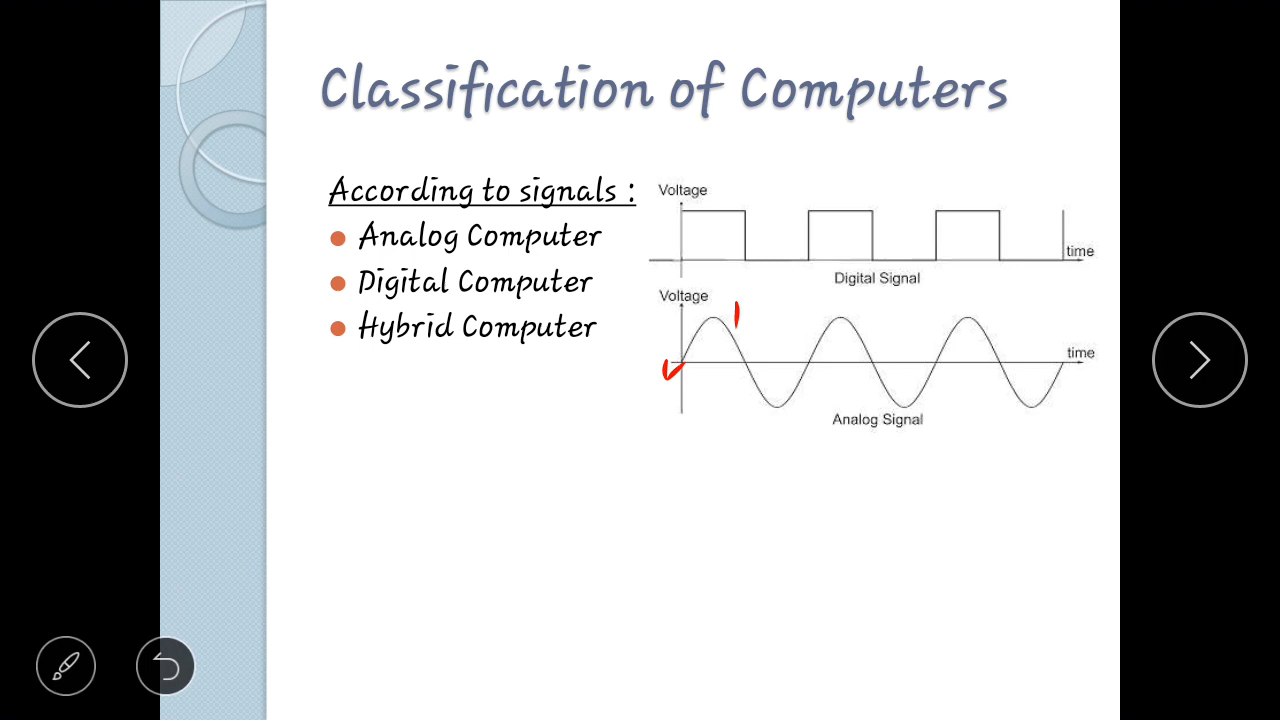 Classification of Computers
According to signals :
Analog Computer
Digital Computer
Hybrid Computer
Voltage
time
Digital Signal
Voltage
time
Analog Signal